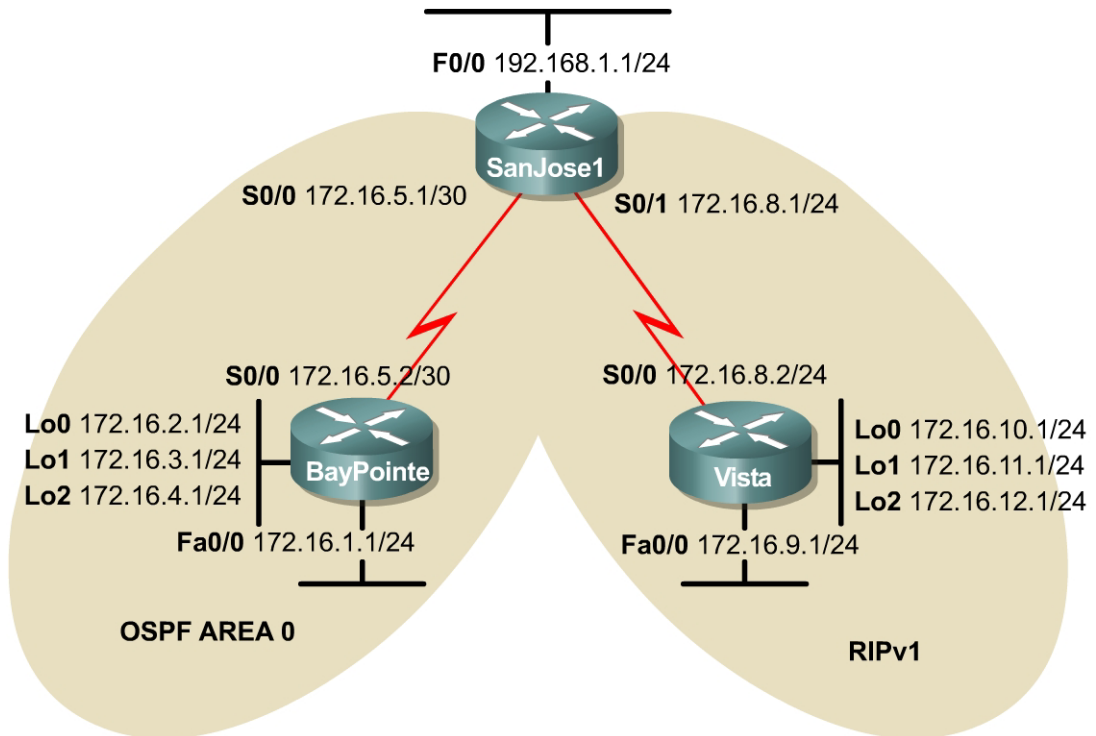 F0/0 192.168.1.1/24
SanJose1
S0/0 172.16.5.1/30
S0/1 172.16.8.1/24
S0/0 172.16.5.2/30
S0/0 172.16.8.2/24
Lo0 172.16.2.1/24
Lo1 172.16.3.1/24
Lo2 172.16.4.1/24
BayPointe
Vista
Lo0 172.16.10.1/24
Lo1 172.16.11.1/24
Lo2 172.16.12.1/24
Fa0/0 172.16.1.1/24
Fa0/0 172.16.9.1/24
OSPF AREA 0
RIPv1